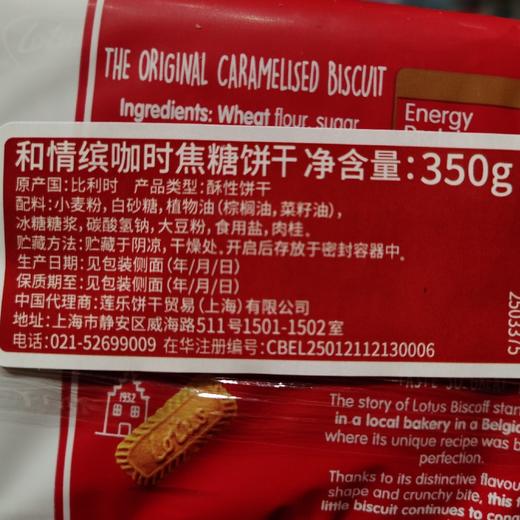 Lotus
THE ORIGINAL CARAMELISED BISCUIT
Ingredients: Wheat flour, sugar
Energy
和情缤咖时焦糖饼干 净含量：350g
原产国：比利时 产品类型：酥性饼干
配料：小麦粉，白砂糖，植物油（棕榈油，菜籽油），
冰糖糖浆，碳酸氢钠，大豆粉，食用盐，肉桂。
贮藏方法：贮藏于阴凉，干燥处。开启后存放于密封容器中。
生产日期：见包装侧面（年/月/日）
保质期至：见包装侧面（年/月/日）
中国代理商：莲乐饼干贸易（上海）有限公司
地址：上海市静安区威海路511号1501-1502室
电话：021-52699009 在华注册编号：CBEL25012112130006
2503375
1932
Lotus
The story of Lotus Biscoff stan
in a local bakery in a Belgia
where its unique recipe was b
perfection.
Thanks to its distinctive flavou
shape and crunchy bite, this
little biscuit continues to conq